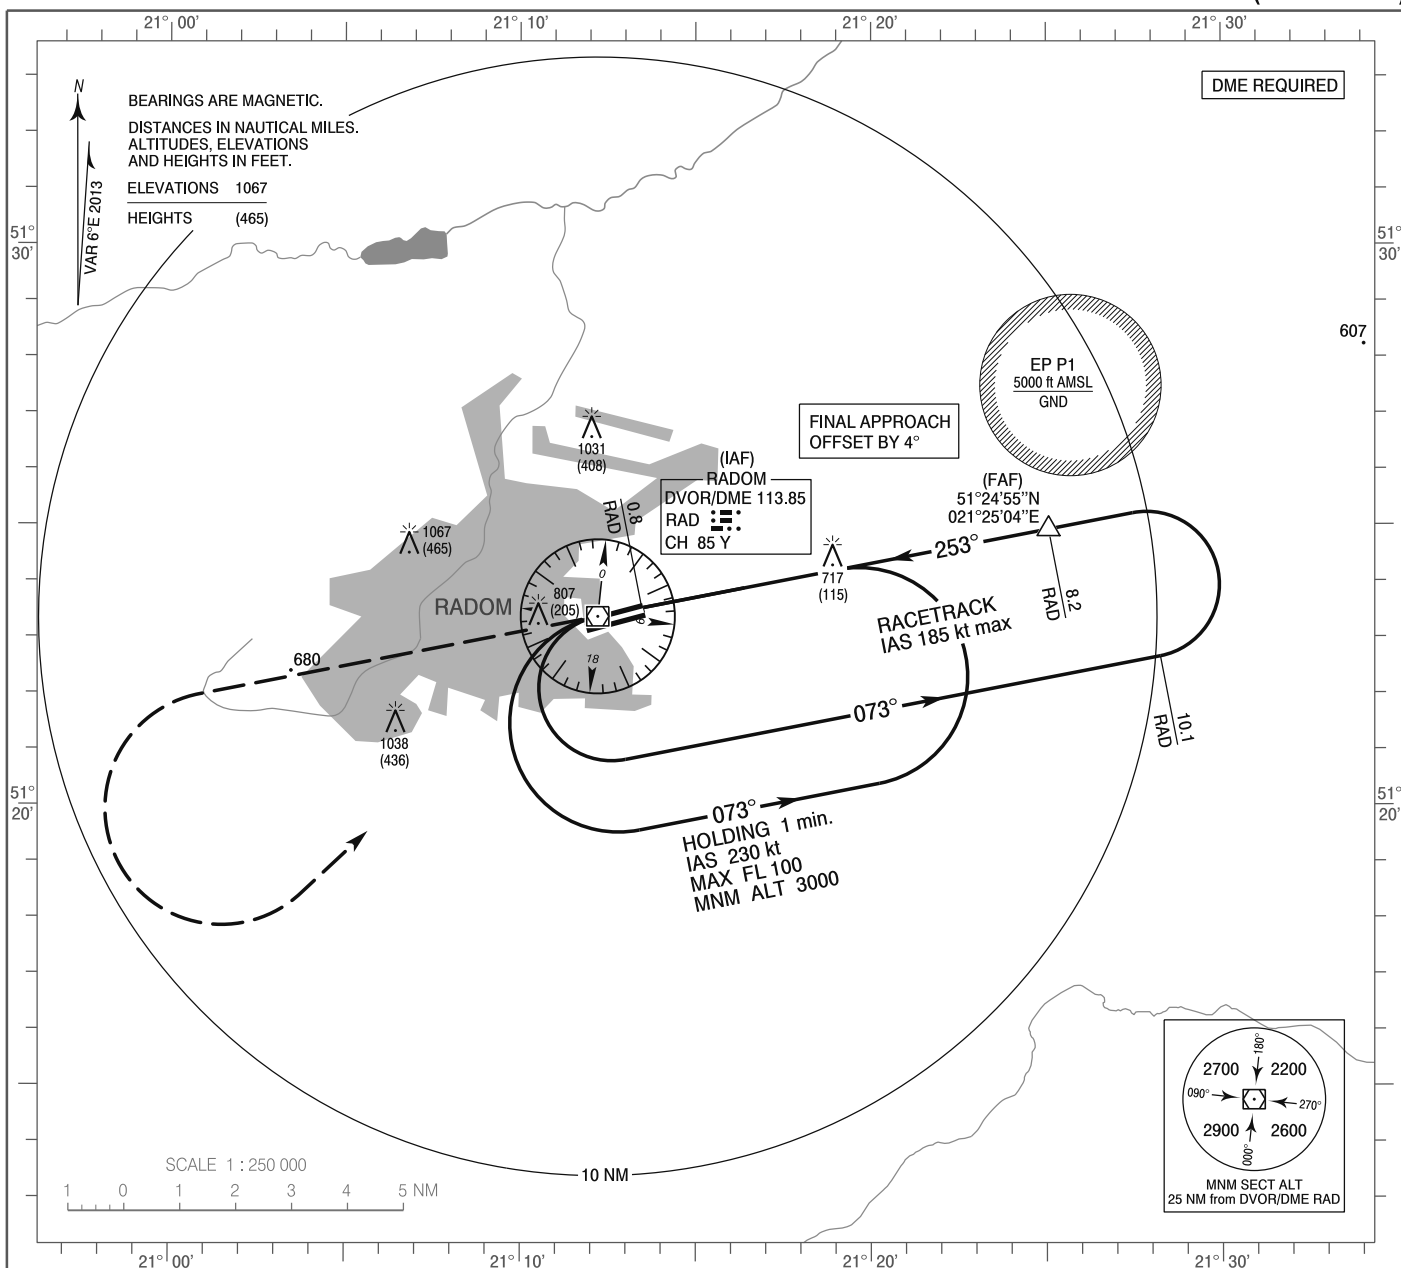 21° 00'
21° 10'
21° 20'
21° 30'
N
VAR 6°E 2013
BEARINGS ARE MAGNETIC.
DISTANCES IN NAUTICAL MILES.
ALTITUDES, ELEVATIONS
AND HEIGHTS IN FEET.
ELEVATIONS 1067
HEIGHTS (465)
DME REQUIRED
51°
30'
51°
30'
607
EP P1
5000 ft AMSL
GND
FINAL APPROACH
OFFSET BY 4°
1031
(408)
(IAF)
RADOM
DVOR/DME 113.85
RAD
CH 85 Y
0.8
RAD
(FAF)
51°24'55"N
021°25'04"E
1067
(465)
253°
717
(115)
8.2
RAD
RADOM
807
(205)
0
9
18
RACETRACK
IAS 185 kt max
680
073°
10.1
RAD
1038
(436)
51°
20'
51°
20'
073°
HOLDING 1 min.
IAS 230 kt
MAX FL 100
MNM ALT 3000
180°
2700 2200
090°
270°
2900 2600
000°
MNM SECT ALT
25 NM from DVOR/DME RAD
10 NM
SCALE 1 : 250 000
1 0 1 2 3 4 5 NM
21° 00'
21° 10'
21° 20'
21° 30'